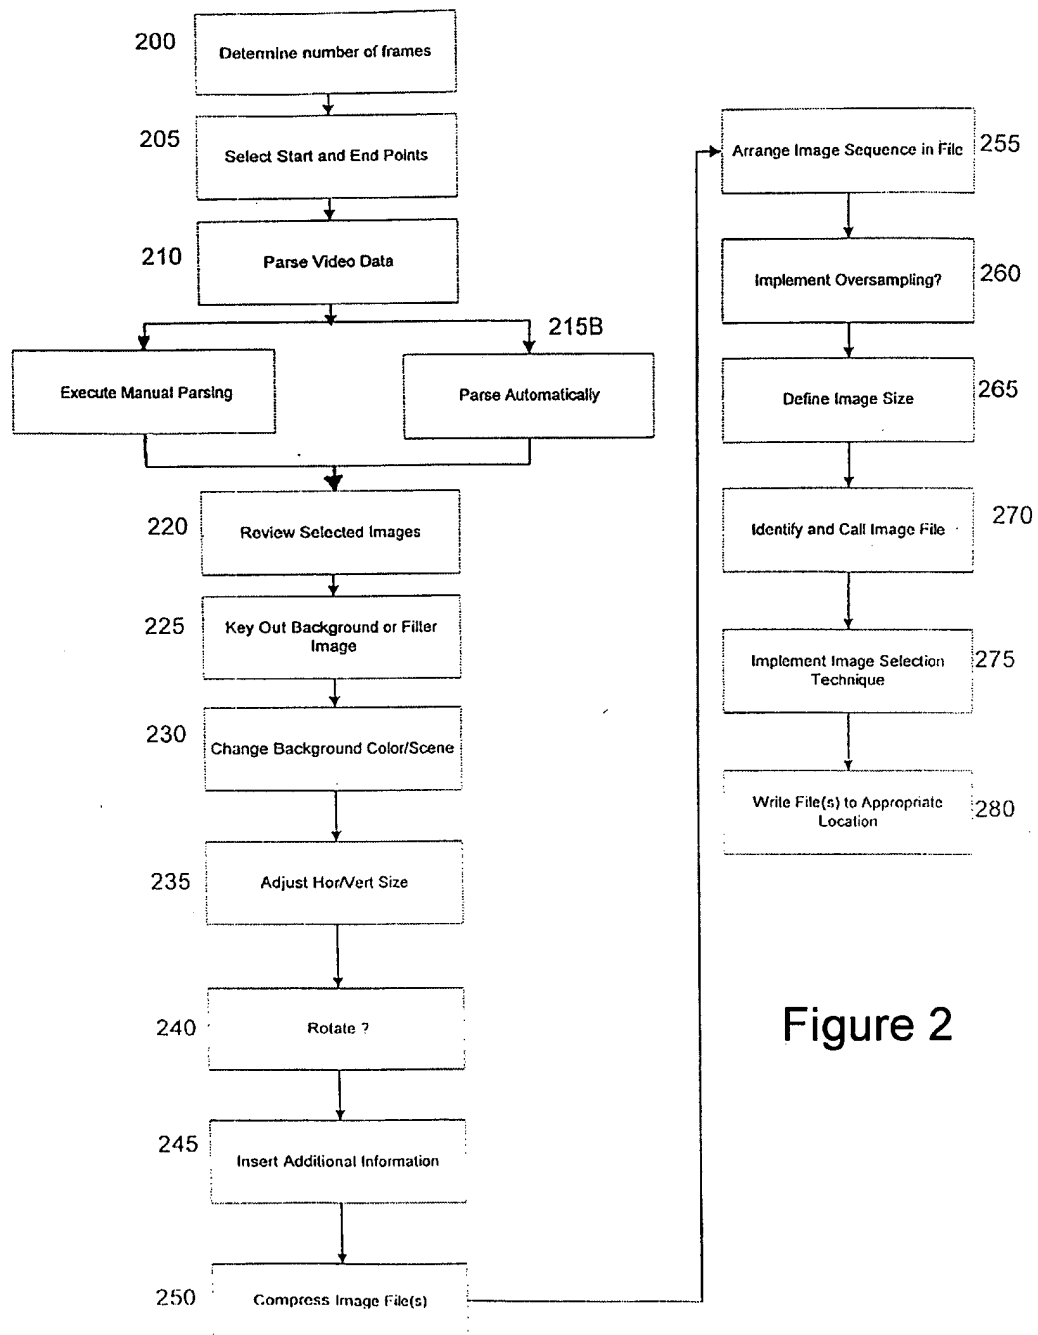 200
Determine number of frames
205
Select Start and End Points
210
Parse Video Data
215B
Execute Manual Parsing
Parse Automatically
220
Review Selected Images
225
Key Out Background or Filter
Image
230
Change Background Color/Scene
235
Adjust Hor/Vert Size
240
Rotate ?
245
Insert Additional Information
250
Compress Image File(s)
Arrange Image Sequence in File
255
Implement Oversampling?
260
Define Image Size
265
Identify and Call Image File
270
Implement Image Selection
Technique
275
Write File(s) to Appropriate
Location
280
Figure 2